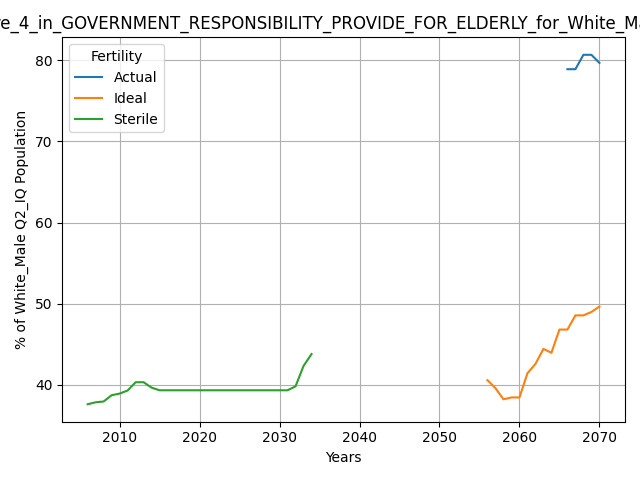 re_4_in_GOVERNMENT_RESPONSIBILITY_PROVIDE_FOR_ELDERLY_for_White_Ma
Fertility
Actual
Ideal
Sterile
% of White_Male Q2_IQ Population
80
70
60
50
40
2010
2020
2030
2040
2050
2060
2070
Years